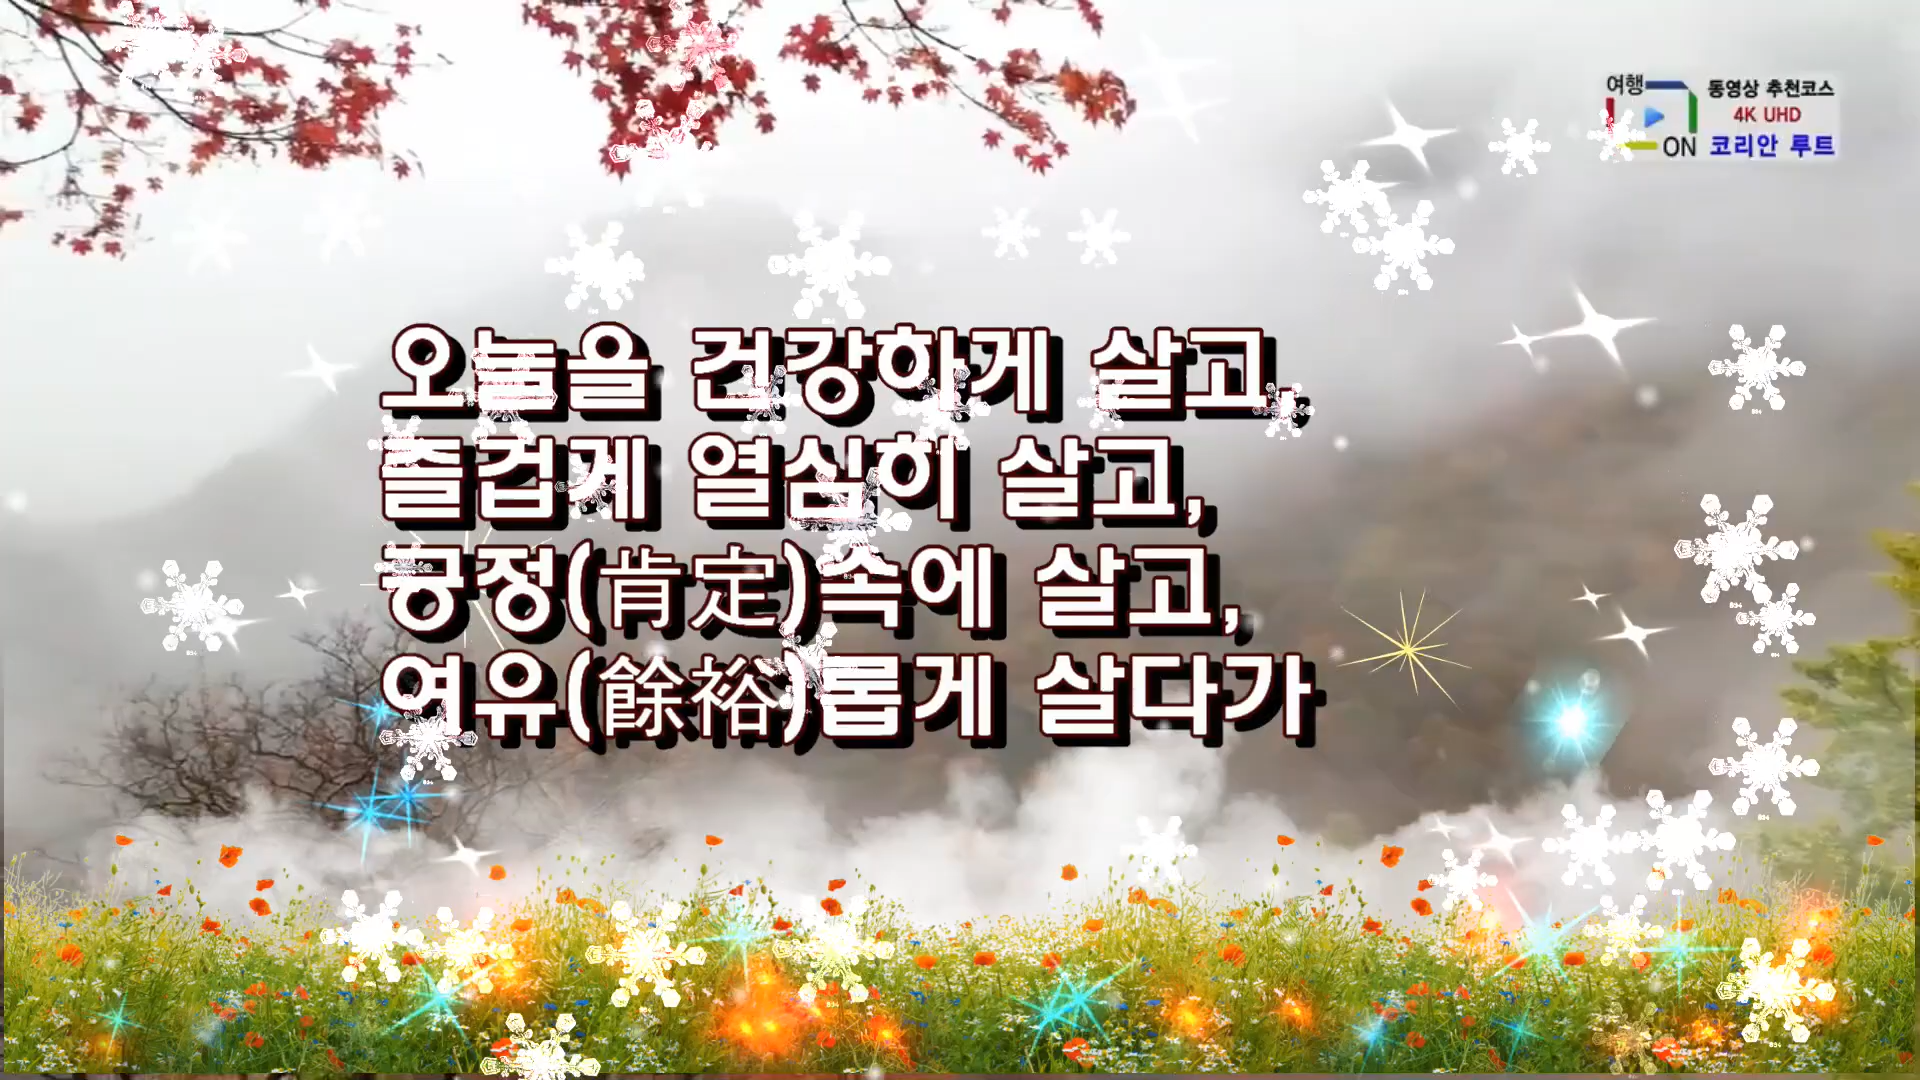 여행
ON
동영상 추천코스
4K UHD
코리안 루트
오늘을 건강하게 살고,
즐겁게 열심히 살고,
긍정(肯定)속에 살고,
여유(餘裕)롭게 살다가